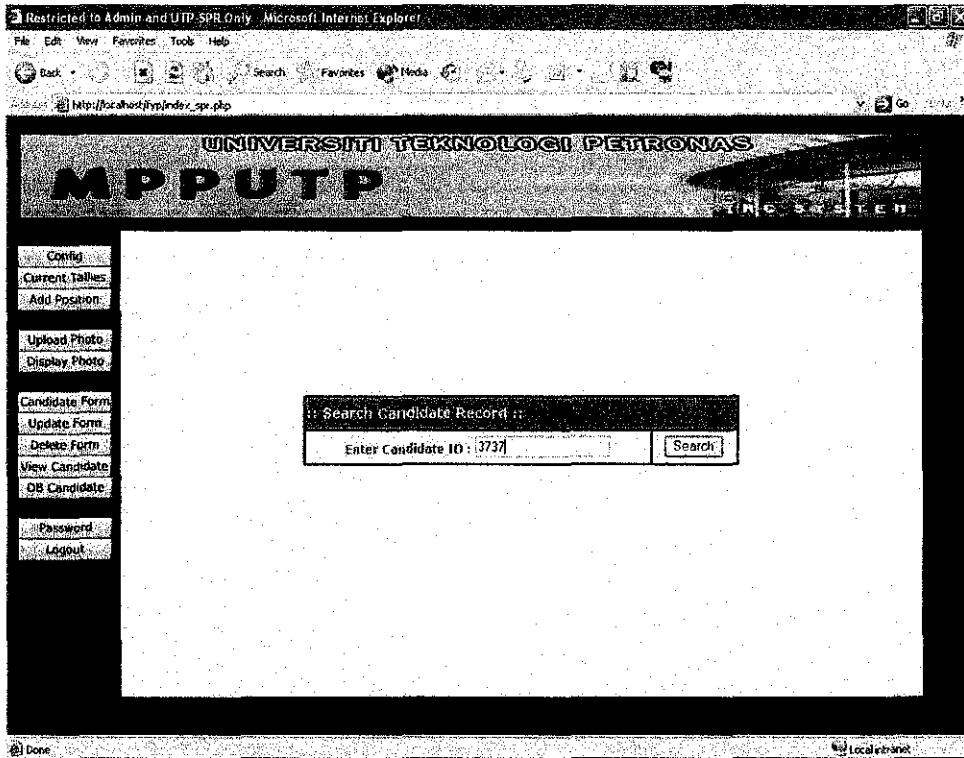 Restricted to Admin and UTP-SPR Only - Microsoft Internet Explorer
File Edit View Favorites Tools Help
Back Search Favorites Media
http://localhost/fyp/index_spr.php Go
UNIVERSITI TEKNOLOGI PETRONAS
MPPUTP
SYSTEM
Config
Current Tallies
Add Position
Upload Photo
Display Photo
Candidate Form
Update Form
Delete Form
View Candidate
DB Candidate
Password
Logout
:: Search Candidate Record ::
Enter Candidate ID : 3737 Search
Done Local intranet